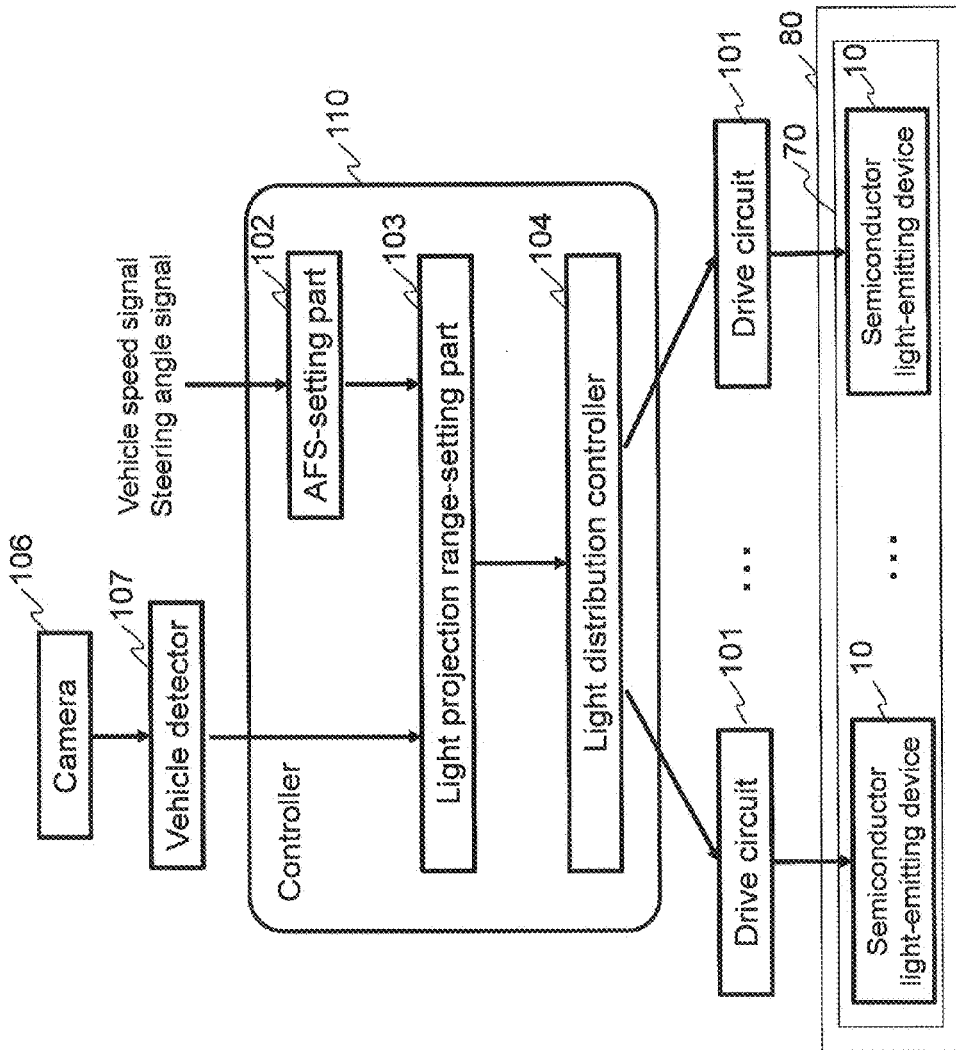 106
Camera
107
Vehicle detector
Vehicle speed signal
Steering angle signal
110
Controller
102
AFS-setting part
103
Light projection range-setting part
104
Light distribution controller
101
Drive circuit
...
101
Drive circuit
70
80
10
Semiconductor
light-emitting device
...
10
Semiconductor
light-emitting device